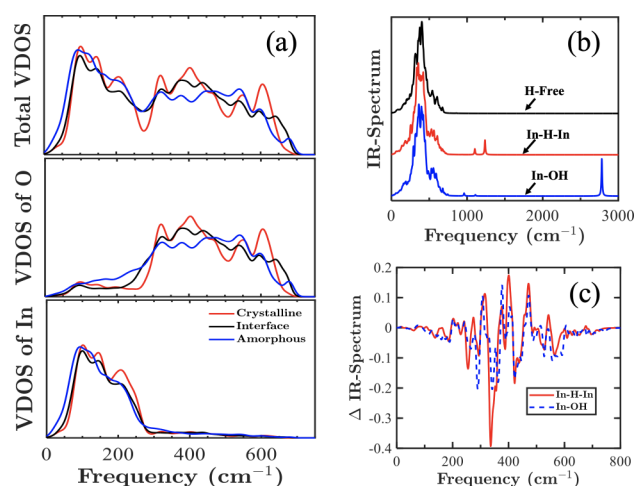 (a)
Total VDOS
VDOS of O
VDOS of In
Crystalline
Interface
Amorphous
0 200 400 600
Frequency (cm⁻¹)
(b)
IR-Spectrum
H-Free
In-H-In
In-OH
0 1000 2000 3000
Frequency (cm⁻¹)
(c)
Δ IR-Spectrum
0.2
0.1
0
-0.1
-0.2
-0.3
-0.4
In-H-In
In-OH
0 200 400 600 800
Frequency (cm⁻¹)